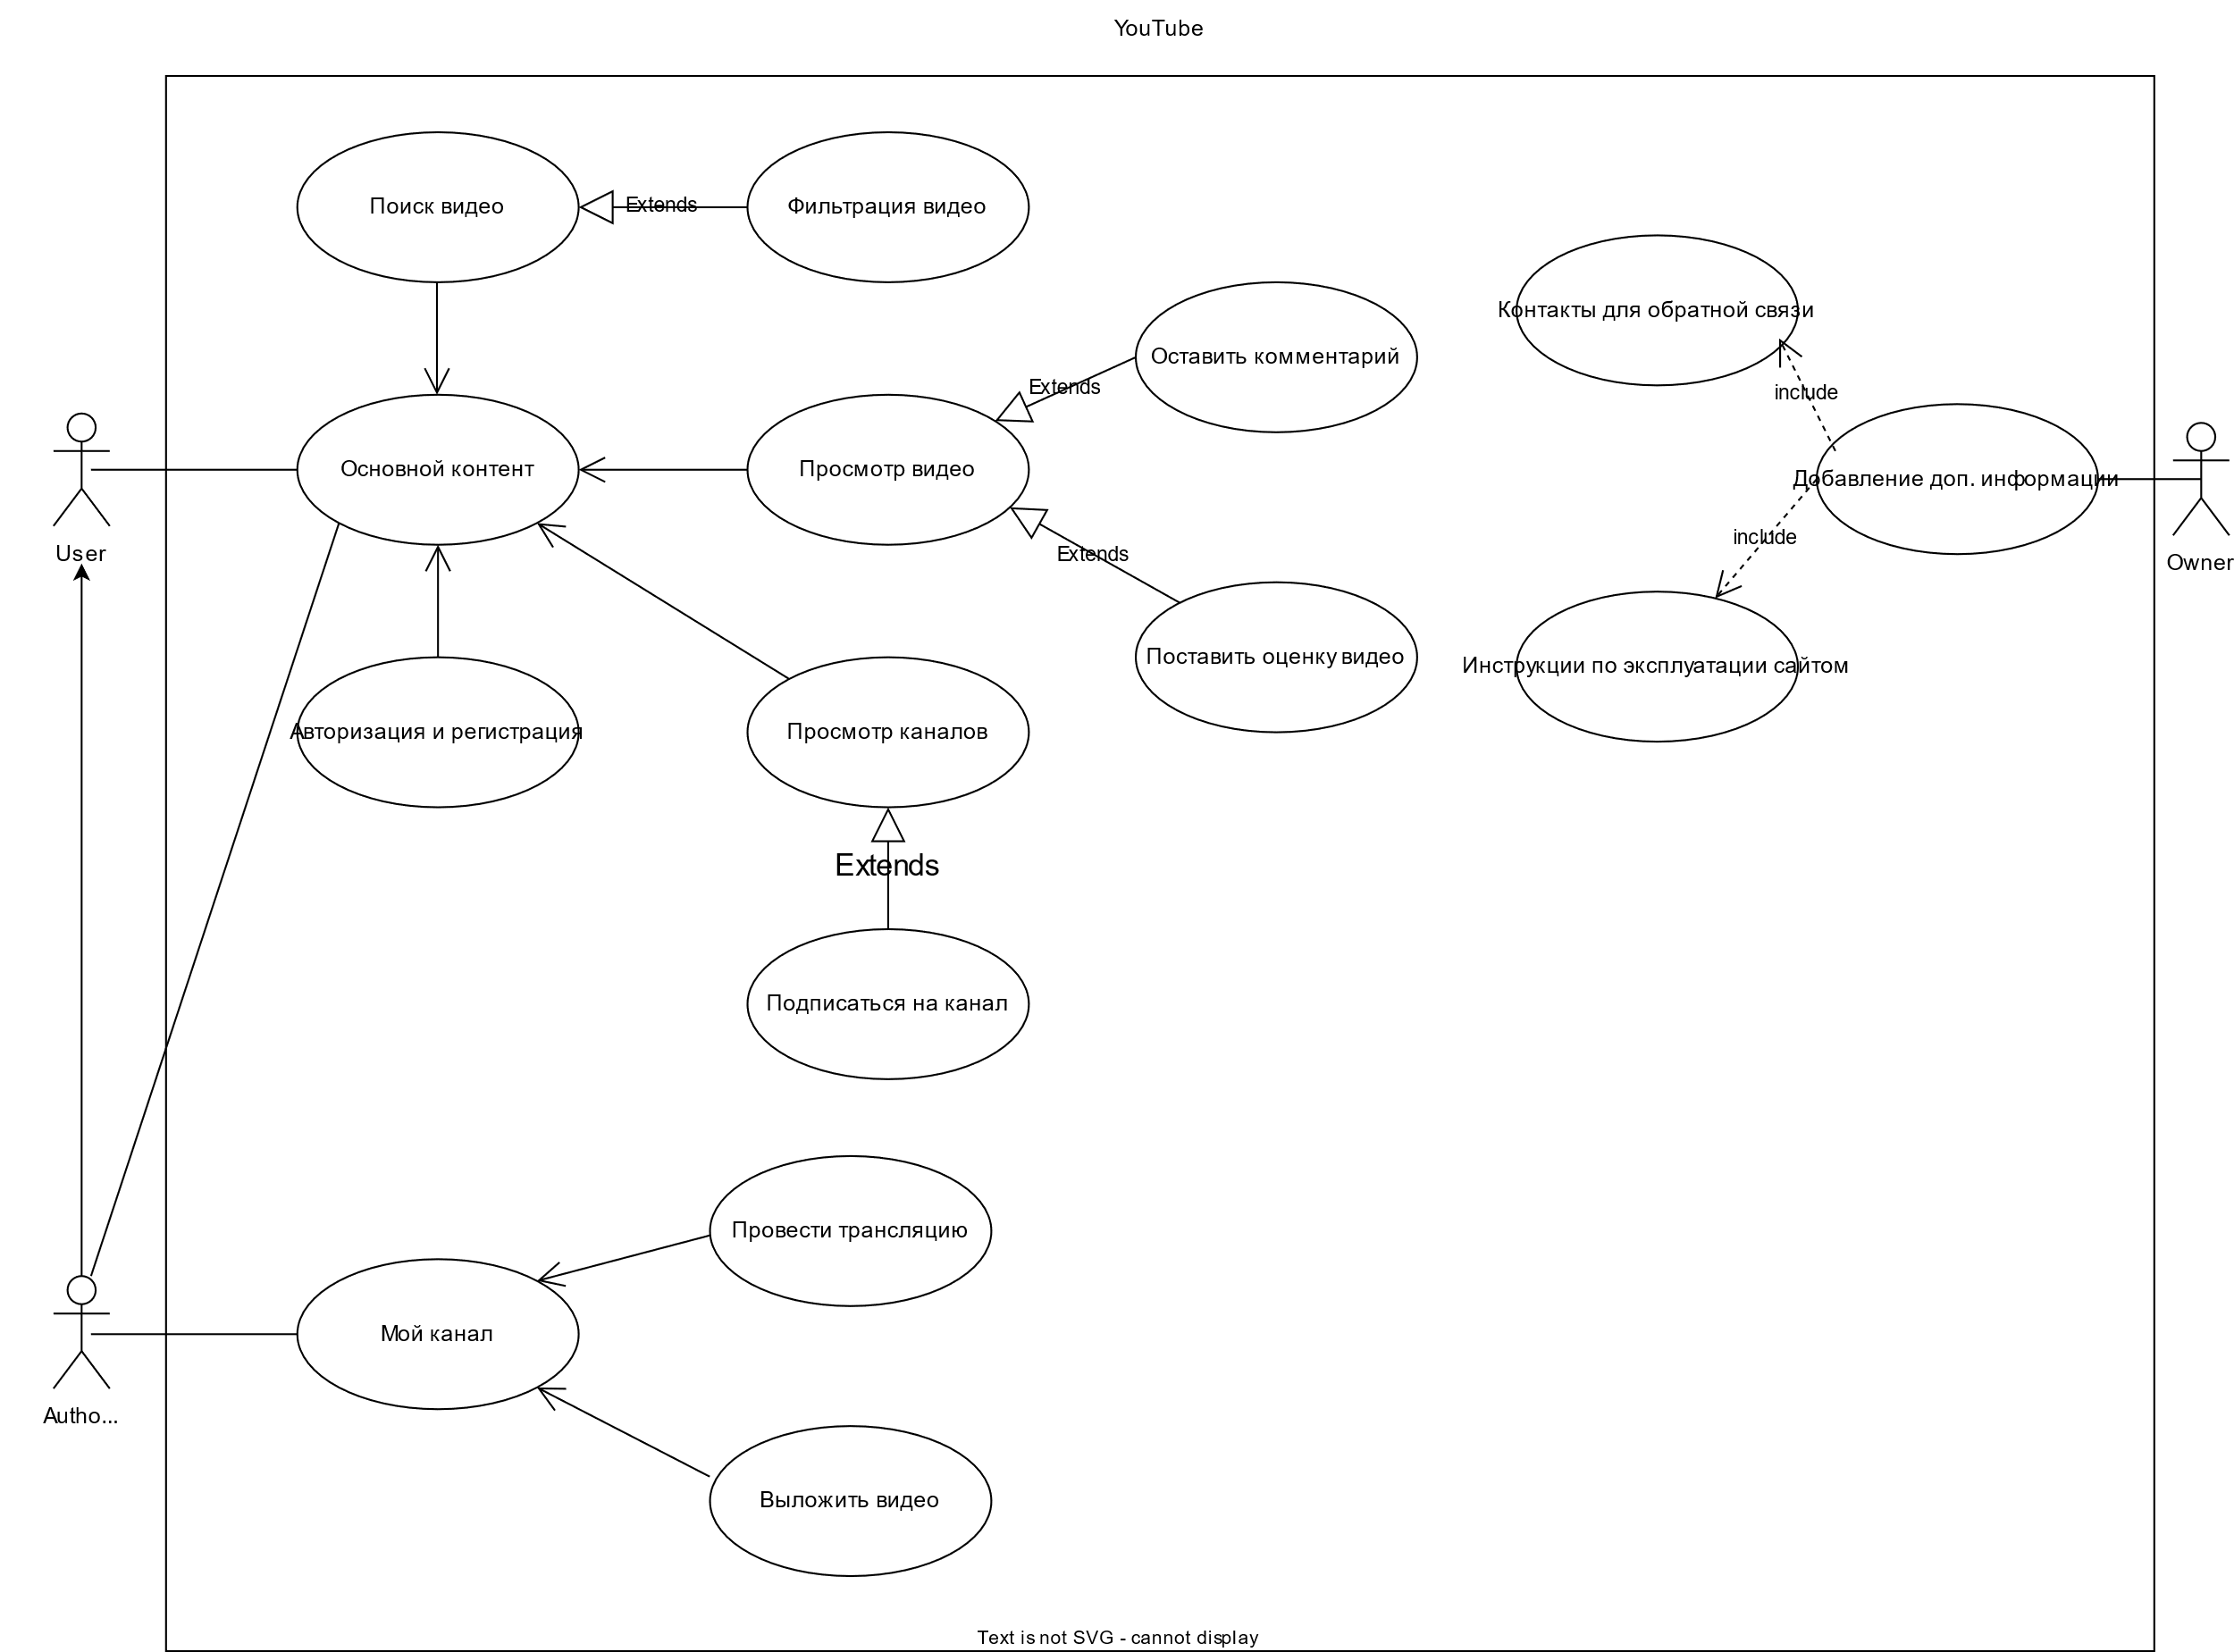 YouTube
Поиск видео
Extends
Фильтрация видео
Контакты для обратной связи
Оставить комментарий
Extends
include
User
Основной контент
Просмотр видео
Добавление доп. информации
Owner
include
Extends
Поставить оценку видео
Инструкции по эксплуатации сайтом
Авторизация и регистрация
Просмотр каналов
Extends
Подписаться на канал
Провести трансляцию
Мой канал
Autho...
Выложить видео
Text is not SVG - cannot display